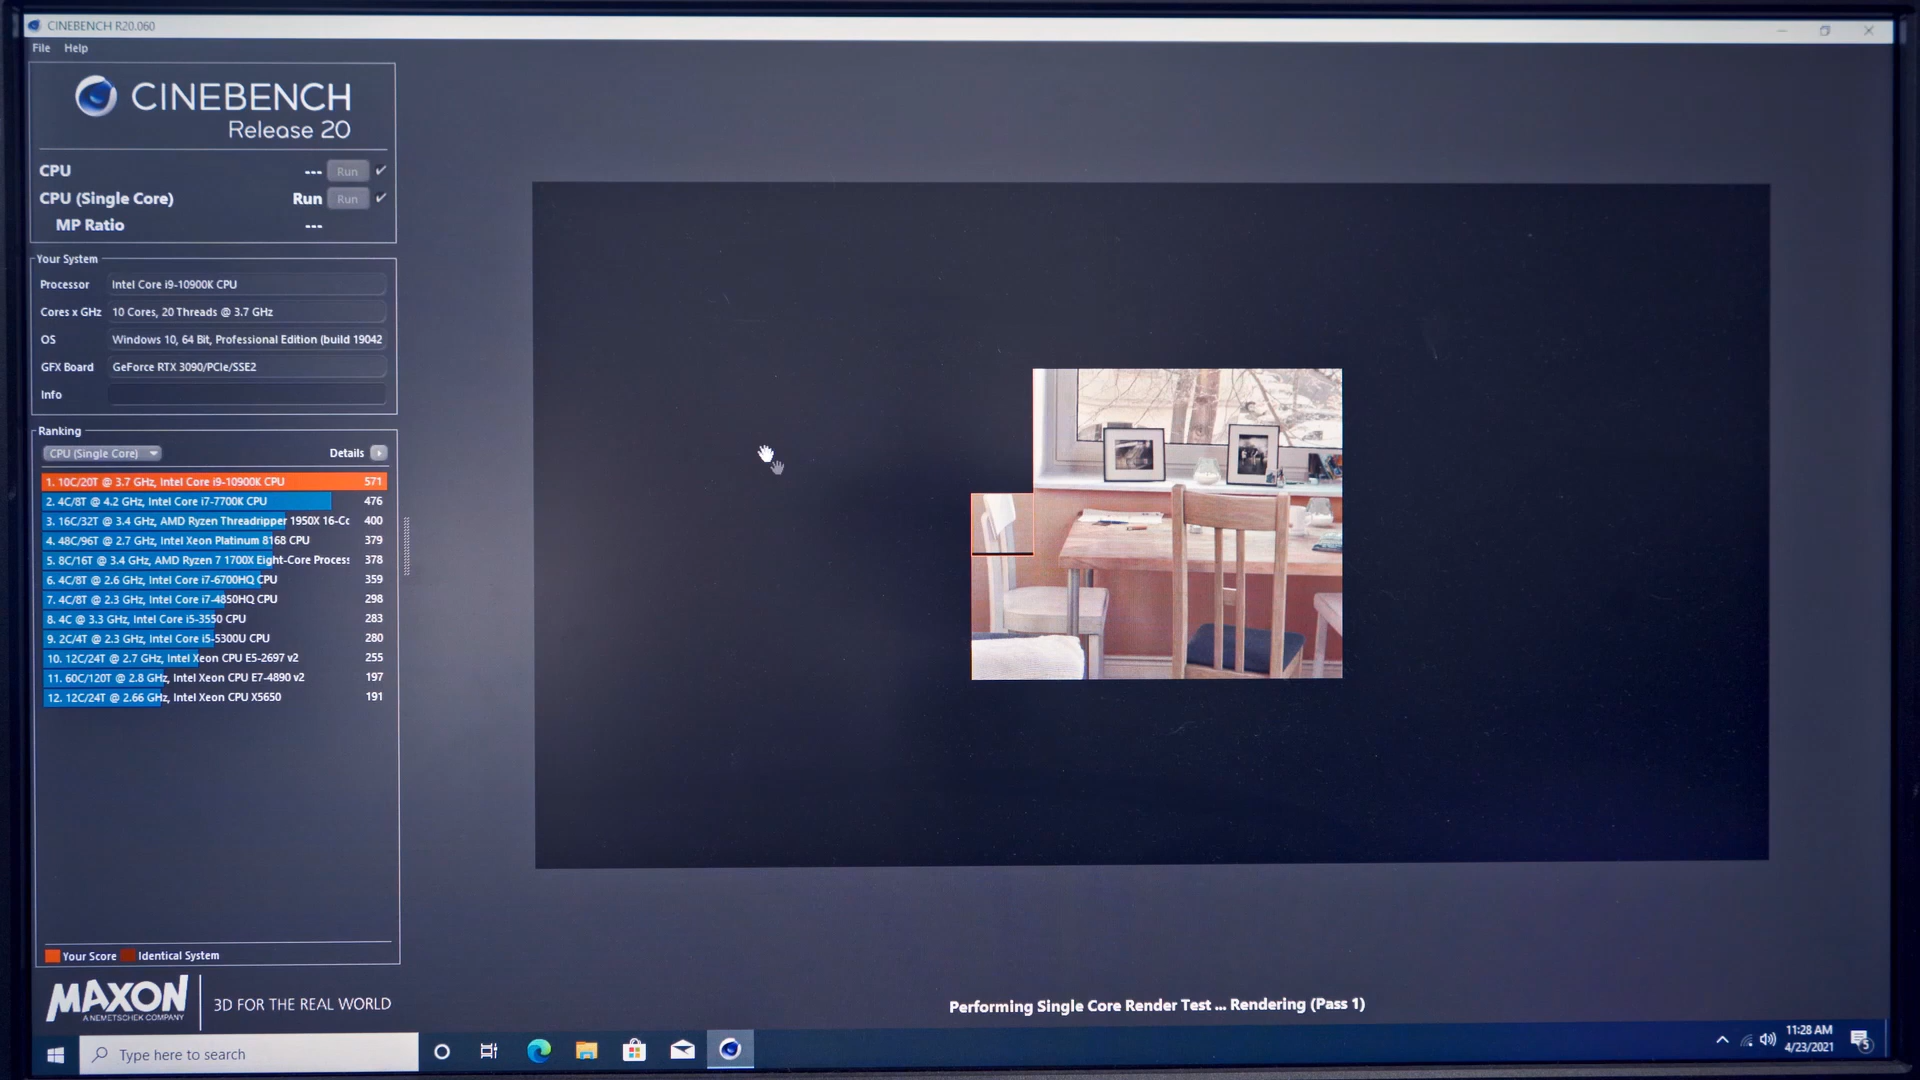 CINEBENCH R20.060
File Help
CINEBENCH
Release 20
CPU --- Run
CPU (Single Core) Run Run
MP Ratio ---
Your System
Processor Intel Core i9-10900K CPU
Cores x GHz 10 Cores, 20 Threads @ 3.7 GHz
OS Windows 10, 64 Bit, Professional Edition (build 19042
GFX Board GeForce RTX 3090/PCIe/SSE2
Info
Ranking
CPU (Single Core) Details
1. 10C/20T @ 3.7 GHz, Intel Core i9-10900K CPU 571
2. 4C/8T @ 4.2 GHz, Intel Core i7-7700K CPU 476
3. 16C/32T @ 3.4 GHz, AMD Ryzen Threadripper 1950X 16-Cc 400
4. 48C/96T @ 2.7 GHz, Intel Xeon Platinum 8168 CPU 379
5. 8C/16T @ 3.4 GHz, AMD Ryzen 7 1700X Eight-Core Process 378
6. 4C/8T @ 2.6 GHz, Intel Core i7-6700HQ CPU 359
7. 4C/8T @ 2.3 GHz, Intel Core i7-4850HQ CPU 298
8. 4C @ 3.3 GHz, Intel Core i5-3550 CPU 283
9. 2C/4T @ 2.3 GHz, Intel Core i5-5300U CPU 280
10. 12C/24T @ 2.7 GHz, Intel Xeon CPU E5-2697 v2 255
11. 60C/120T @ 2.8 GHz, Intel Xeon CPU E7-4890 v2 197
12. 12C/24T @ 2.66 GHz, Intel Xeon CPU X5650 191
Your Score Identical System
MAXON
A NEMETSCHEK COMPANY
3D FOR THE REAL WORLD
Performing Single Core Render Test ... Rendering (Pass 1)
Type here to search
11:28 AM
4/23/2021
5